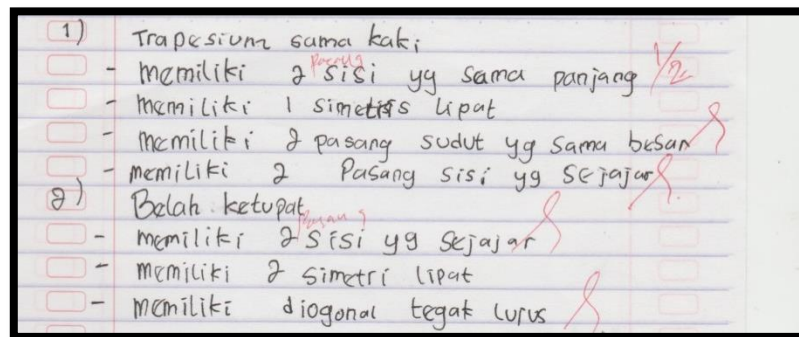 1) Trapesium sama kaki
pasang
- memiliki 2 sisi yg sama panjang 1/2
- memiliki 1 simetris lipat
- memiliki 2 pasang sudut yg sama besar
- memiliki 2 Pasang sisi yg sejajar
2) Belah ketupat
pasang
- memiliki 2 sisi yg sejajar
- memiliki 2 simetri lipat
- memiliki diogonal tegak lurus